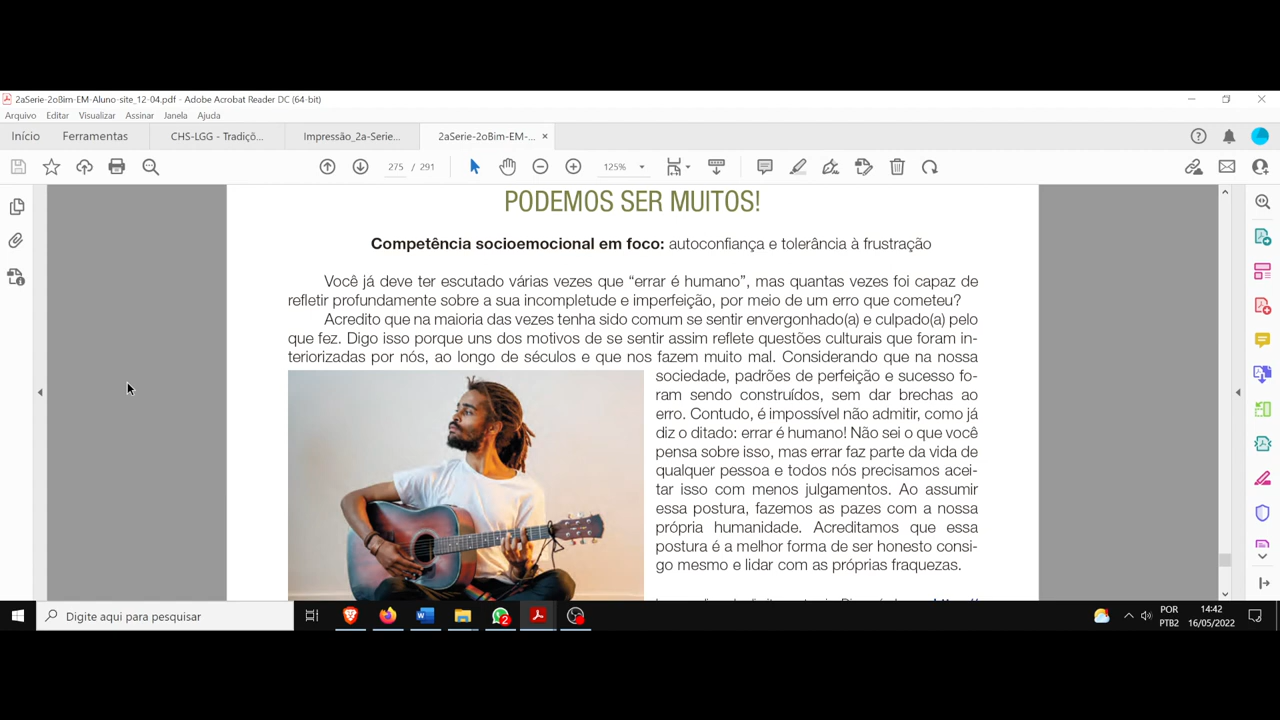 2aSerie-2oBim-EM-Aluno-site_12-04.pdf - Adobe Acrobat Reader DC (64-bit)
Arquivo Editar Visualizar Assinar Janela Ajuda
Início Ferramentas CHS-LGG - Tradiçõ... Impressão_2a-Serie... 2aSerie-2oBim-EM-... ×
275 / 291 125%
PODEMOS SER MUITOS!
Competência socioemocional em foco: autoconfiança e tolerância à frustração
Você já deve ter escutado várias vezes que “errar é humano”, mas quantas vezes foi capaz de
refletir profundamente sobre a sua incompletude e imperfeição, por meio de um erro que cometeu?
Acredito que na maioria das vezes tenha sido comum se sentir envergonhado(a) e culpado(a) pelo
que fez. Digo isso porque uns dos motivos de se sentir assim reflete questões culturais que foram in-
teriorizadas por nós, ao longo de séculos e que nos fazem muito mal. Considerando que na nossa
sociedade, padrões de perfeição e sucesso fo-
ram sendo construídos, sem dar brechas ao
erro. Contudo, é impossível não admitir, como já
diz o ditado: errar é humano! Não sei o que você
pensa sobre isso, mas errar faz parte da vida de
qualquer pessoa e todos nós precisamos acei-
tar isso com menos julgamentos. Ao assumir
essa postura, fazemos as pazes com a nossa
própria humanidade. Acreditamos que essa
postura é a melhor forma de ser honesto consi-
go mesmo e lidar com as próprias fraquezas.
Digite aqui para pesquisar
2
POR
PTB2
14:42
16/05/2022